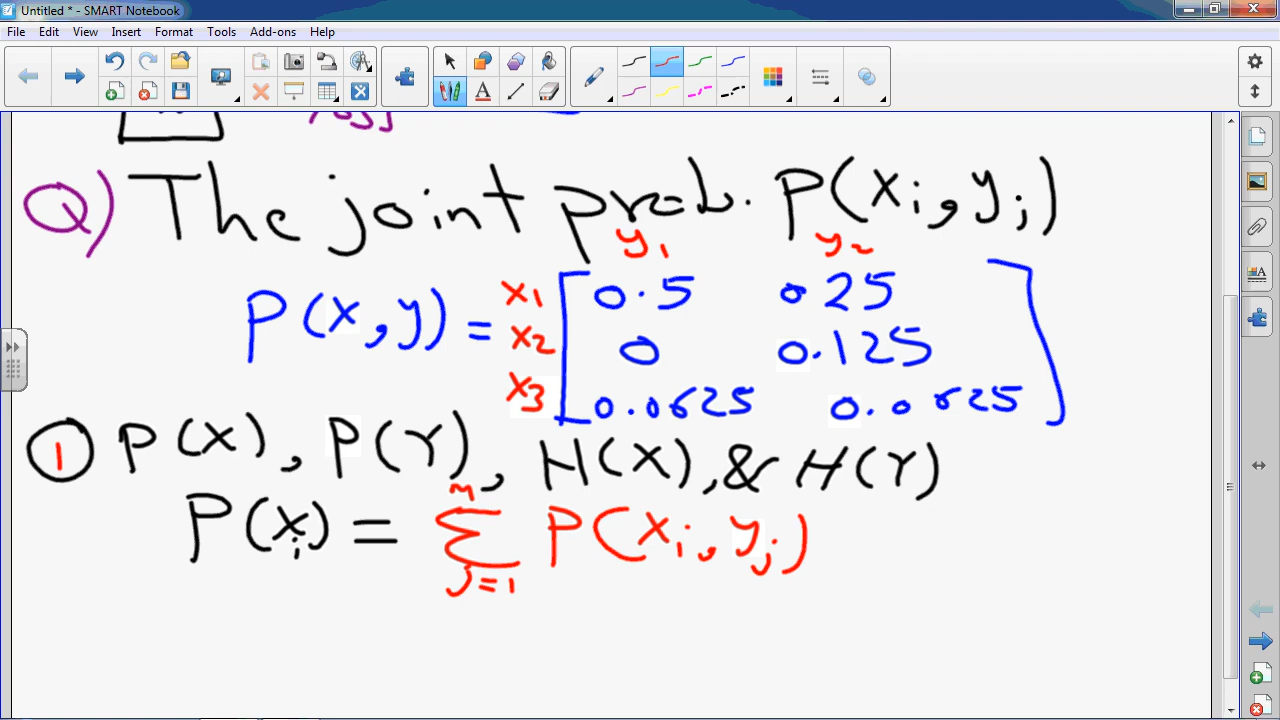 Untitled * - SMART Notebook
File Edit View Insert Format Tools Add-ons Help
Q) The joint prob. P(xi, yj)
y1 y2
P(x,y) = x1 [ 0.5 0.25
x2 0 0.125
x3 0.0625 0.0625 ]
① P(X), P(Y), H(X), & H(Y)
P(xi) = m Σ j=1 P(xi, yj)